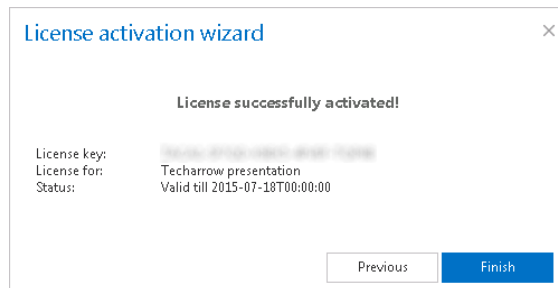 License activation wizard
License successfully activated!
License key:
License for: Techarrow presentation
Status: Valid till 2015-07-18T00:00:00
Previous Finish